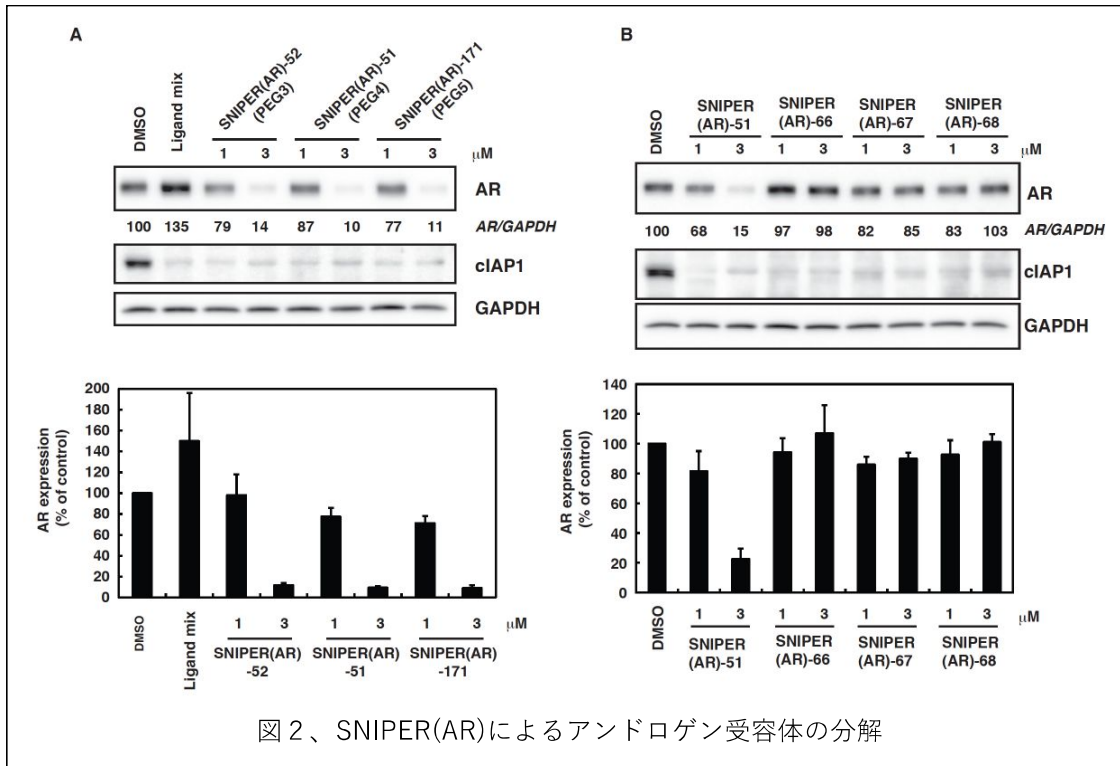 A
DMSO
Ligand mix
SNIPER(AR)-52
(PEG3)
SNIPER(AR)-51
(PEG4)
SNIPER(AR)-171
(PEG5)
1 3 1 3 1 3 μM
AR
100 135 79 14 87 10 77 11 AR/GAPDH
cIAP1
GAPDH
AR expression
(% of control)
200
180
160
140
120
100
80
60
40
20
0
DMSO
Ligand mix
1 3 1 3 1 3 μM
SNIPER(AR) SNIPER(AR) SNIPER(AR)
-52 -51 -171
B
DMSO
SNIPER SNIPER SNIPER SNIPER
(AR)-51 (AR)-66 (AR)-67 (AR)-68
1 3 1 3 1 3 1 3 μM
AR
100 68 15 97 98 82 85 83 103 AR/GAPDH
cIAP1
GAPDH
AR expression
(% of control)
140
120
100
80
60
40
20
0
DMSO
1 3 1 3 1 3 1 3 μM
SNIPER SNIPER SNIPER SNIPER
(AR)-51 (AR)-66 (AR)-67 (AR)-68
図2、SNIPER(AR)によるアンドロゲン受容体の分解